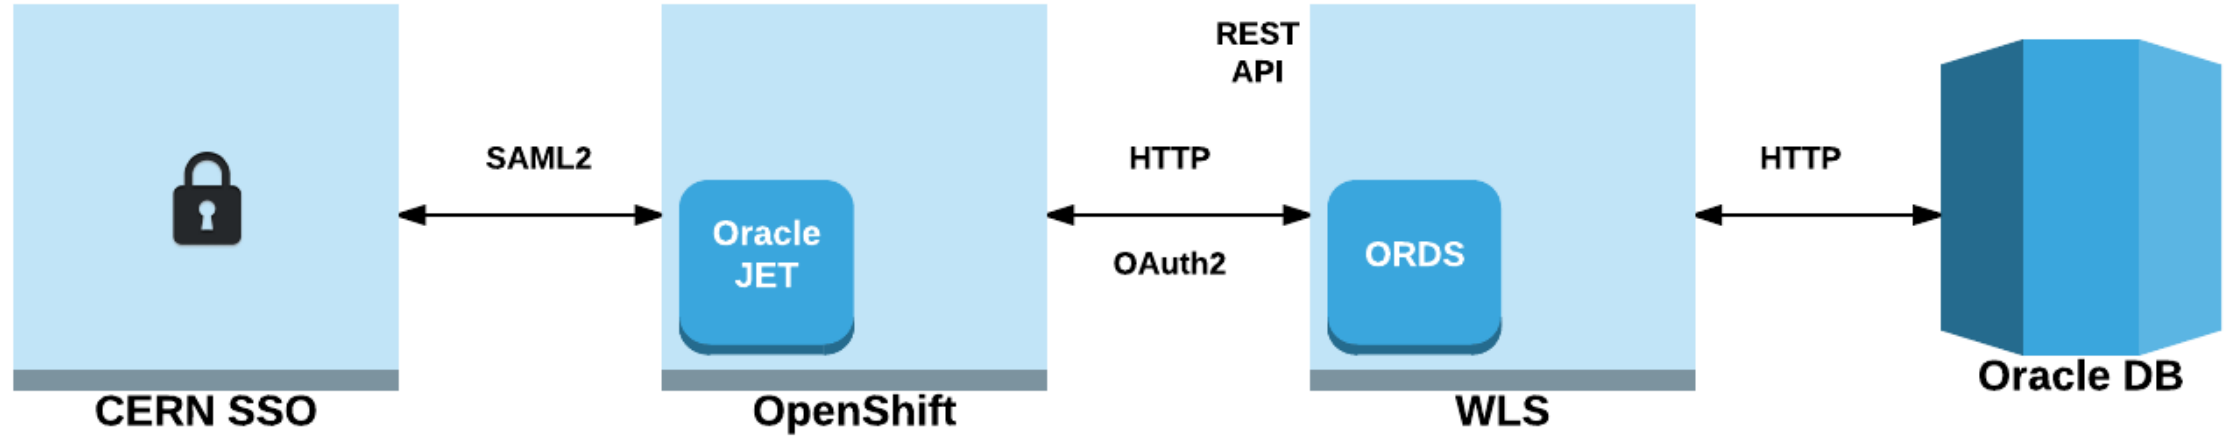 CERN SSO
SAML2
Oracle
JET
OpenShift
HTTP
OAuth2
REST
API
ORDS
WLS
HTTP
Oracle DB